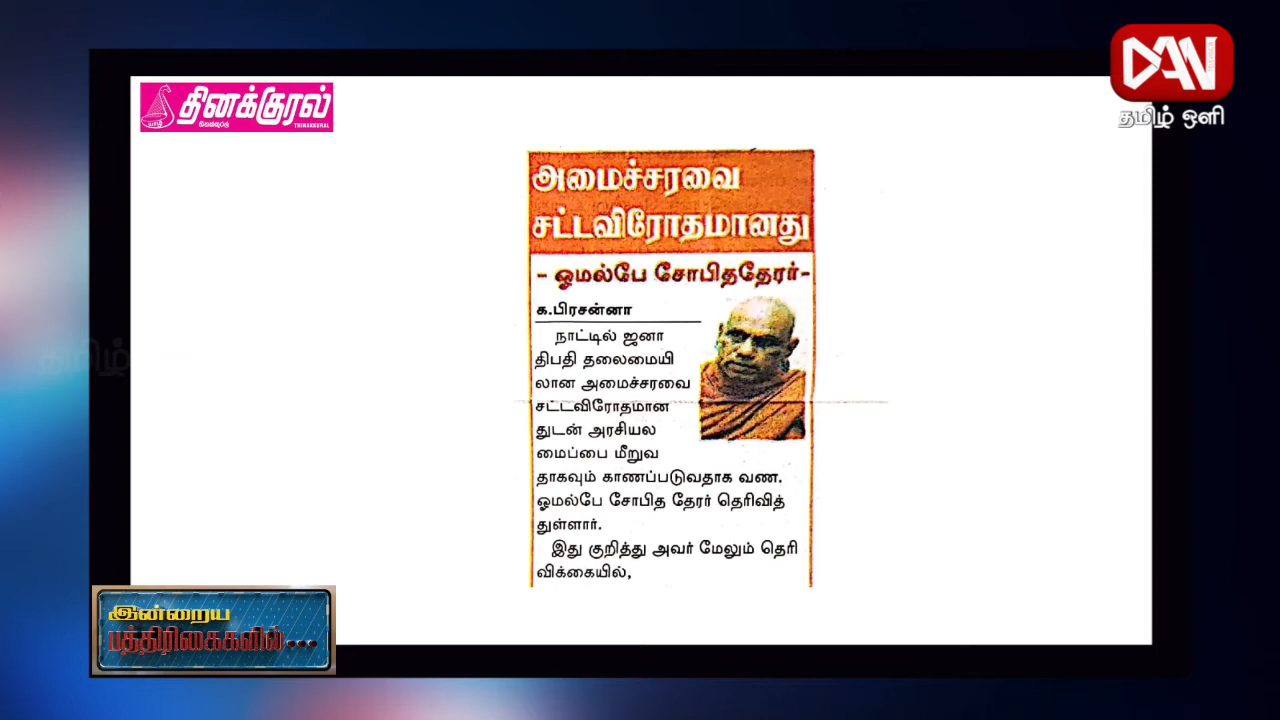 தினக்குரல்
யாழ்
THINAKKURAL
DAN
தமிழ் ஒளி
அமைச்சரவை
சட்டவிரோதமானது
- ஓமல்பே சோபிததேரர்-
க.பிரசன்னா
நாட்டில் ஜனா
திபதி தலைமையி
லான அமைச்சரவை
சட்டவிரோதமான
துடன் அரசியல
மைப்பை மீறுவ
தாகவும் காணப்படுவதாக வண.
ஓமல்பே சோபித தேரர் தெரிவித்
துள்ளார்.
இது குறித்து அவர் மேலும் தெரி
விக்கையில்,
தமிழ்
இன்றைய
பத்திரிகைகளில்...